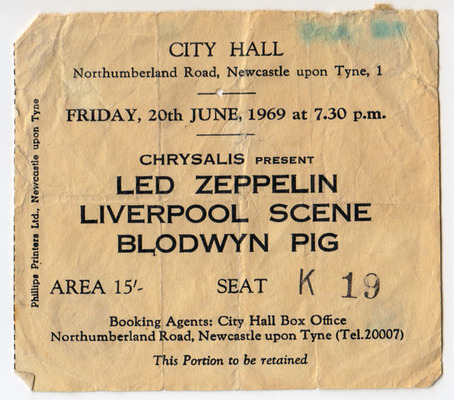 CITY HALL
Northumberland Road, Newcastle upon Tyne, 1
FRIDAY, 20th JUNE, 1969 at 7.30 p.m.
CHRYSALIS PRESENT
LED ZEPPELIN
LIVERPOOL SCENE
BLODWYN PIG
AREA 15/- SEAT K 19
Booking Agents: City Hall Box Office
Northumberland Road, Newcastle upon Tyne (Tel.20007)
This Portion to be retained
Phillips Printers Ltd., Newcastle upon Tyne